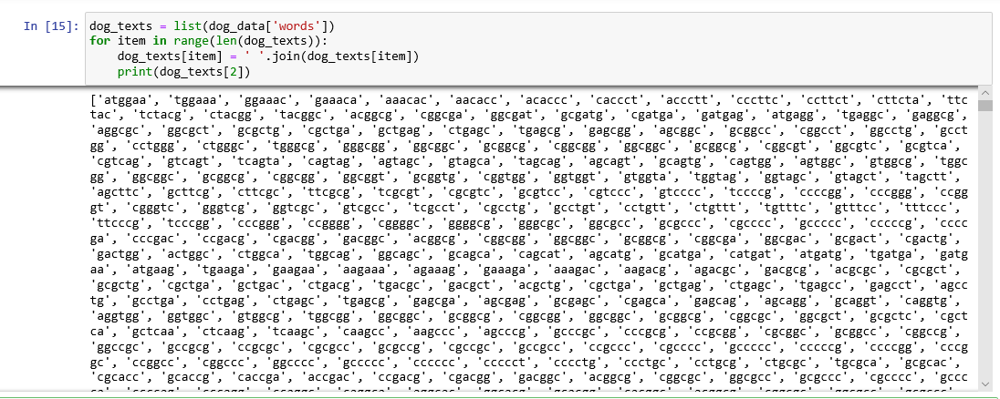 In [15]: dog_texts = list(dog_data['words'])
for item in range(len(dog_texts)):
    dog_texts[item] = ' '.join(dog_texts[item])
    print(dog_texts[2])
['atggaa', 'tggaaa', 'ggaaac', 'gaaaca', 'aaacac', 'aacacc', 'acaccc', 'caccct', 'accctt', 'cccttc', 'ccttct', 'cttcta', 'ttc
tac', 'tctacg', 'ctacgg', 'tacggc', 'acggcg', 'cggcga', 'ggcgat', 'gcgatg', 'cgatga', 'gatgag', 'atgagg', 'tgaggc', 'gaggcg',
'aggcgc', 'ggcgct', 'gcgctg', 'cgctga', 'gctgag', 'ctgagc', 'tgagcg', 'gagcgg', 'agcggc', 'gcggcc', 'cggcct', 'ggcctg', 'gcct
gg', 'cctggg', 'ctgggc', 'tgggcg', 'gggcgg', 'ggcggc', 'gcggcg', 'cggcgg', 'ggcggc', 'gcggcg', 'cggcgt', 'ggcgtc', 'gcgtca',
'cgtcag', 'gtcagt', 'tcagta', 'cagtag', 'agtagc', 'gtagca', 'tagcag', 'agcagt', 'gcagtg', 'cagtgg', 'agtggc', 'gtggcg', 'tggc
gg', 'ggcggc', 'gcggcg', 'cggcgg', 'ggcggt', 'gcggtg', 'cggtgg', 'ggtggt', 'gtggta', 'tggtag', 'ggtagc', 'gtagct', 'tagctt',
'agcttc', 'gcttcg', 'cttcgc', 'ttcgcg', 'tcgcgt', 'cgcgtc', 'gcgtcc', 'cgtccc', 'gtcccc', 'tccccg', 'ccccgg', 'cccggg', 'ccgg
gt', 'cgggtc', 'gggtcg', 'ggtcgc', 'gtcgcc', 'tcgcct', 'cgcctg', 'gcctgt', 'cctgtt', 'ctgttt', 'tgtttc', 'gtttcc', 'tttccc',
'ttcccg', 'tcccgg', 'cccggg', 'ccgggg', 'cggggc', 'ggggcg', 'gggcgc', 'ggcgcc', 'gcgccc', 'cgcccc', 'gccccc', 'cccccg', 'cccc
ga', 'cccgac', 'ccgacg', 'cgacgg', 'gacggc', 'acggcg', 'cggcgg', 'ggcggc', 'gcggcg', 'cggcga', 'ggcgac', 'gcgact', 'cgactg',
'gactgg', 'actggc', 'ctggca', 'tggcag', 'ggcagc', 'gcagca', 'cagcat', 'agcatg', 'gcatga', 'catgat', 'atgatg', 'tgatga', 'gatg
aa', 'atgaag', 'tgaaga', 'gaagaa', 'aagaaa', 'agaaag', 'gaaaga', 'aaagac', 'aagacg', 'agacgc', 'gacgcg', 'acgcgc', 'cgcgct',
'gcgctg', 'cgctga', 'gctgac', 'ctgacg', 'tgacgc', 'gacgct', 'acgctg', 'cgctga', 'gctgag', 'ctgagc', 'tgagcc', 'gagcct', 'agcc
tg', 'gcctga', 'cctgag', 'ctgagc', 'tgagcg', 'gagcga', 'agcgag', 'gcgagc', 'cgagca', 'gagcag', 'agcagg', 'gcaggt', 'caggtg',
'aggtgg', 'ggtggc', 'gtggcg', 'tggcgg', 'ggcggc', 'gcggcg', 'cggcgg', 'ggcggc', 'gcggcg', 'cggcgc', 'ggcgct', 'gcgctc', 'cgct
ca', 'gctcaa', 'ctcaag', 'tcaagc', 'caagcc', 'aagccc', 'agcccg', 'gcccgc', 'cccgcg', 'ccgcgg', 'cgcggc', 'gcggcc', 'cggccg',
'ggccgc', 'gccgcg', 'ccgcgc', 'cgcgcc', 'gcgccg', 'cgccgc', 'gccgcc', 'ccgccc', 'cgcccc', 'gccccc', 'cccccg', 'ccccgg', 'cccg
gc', 'ccggcc', 'cggccc', 'ggcccc', 'gccccc', 'cccccc', 'ccccct', 'cccctg', 'ccctgc', 'cctgcg', 'ctgcgc', 'tgcgca', 'gcgcac',
'cgcacc', 'gcaccg', 'caccga', 'accgac', 'ccgacg', 'cgacgg', 'gacggc', 'acggcg', 'cggcgc', 'ggcgcc', 'gcgccc', 'cgcccc', 'gccc